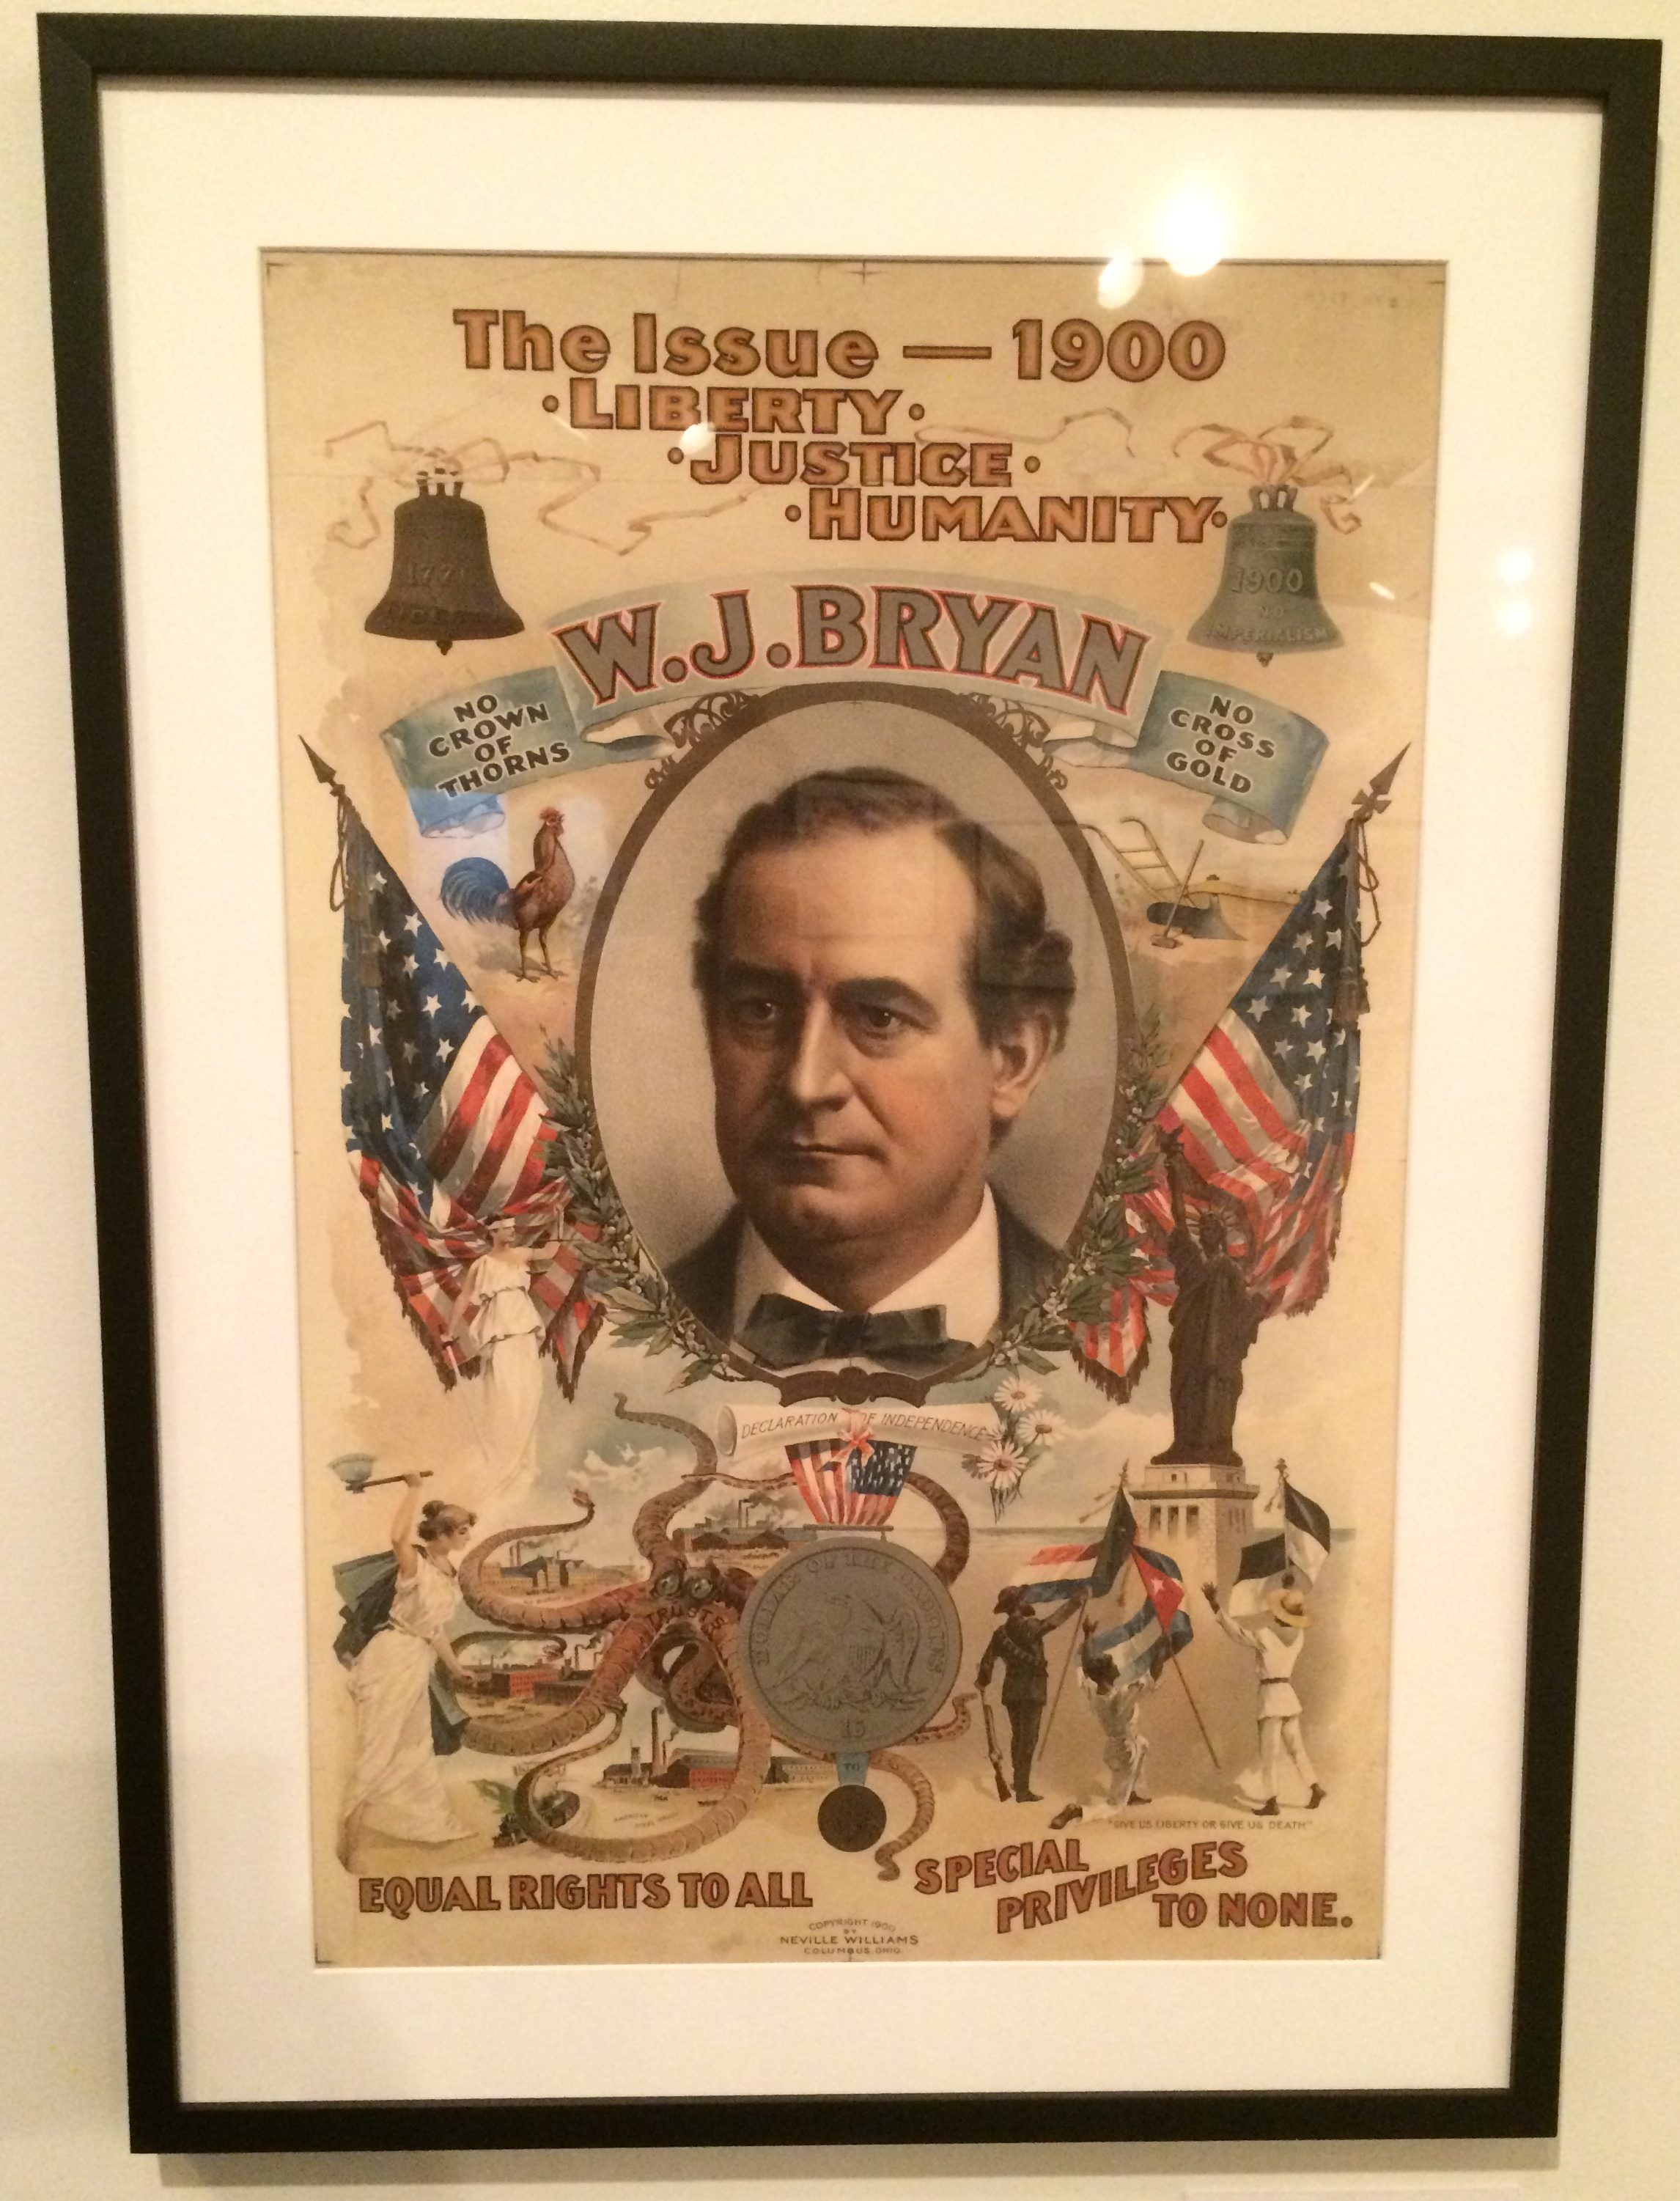 The Issue — 1900
• LIBERTY •
• JUSTICE •
• HUMANITY •
1900
NO
IMPERIALISM
W.J.BRYAN
NO
CROWN
OF
THORNS
NO
CROSS
OF
GOLD
DECLARATION OF INDEPENDENCE
TRUSTS
16
TO
"GIVE US LIBERTY OR GIVE US DEATH"
EQUAL RIGHTS TO ALL
SPECIAL
PRIVILEGES
TO NONE.
COPYRIGHT 1900
BY
NEVILLE WILLIAMS
COLUMBUS, OHIO